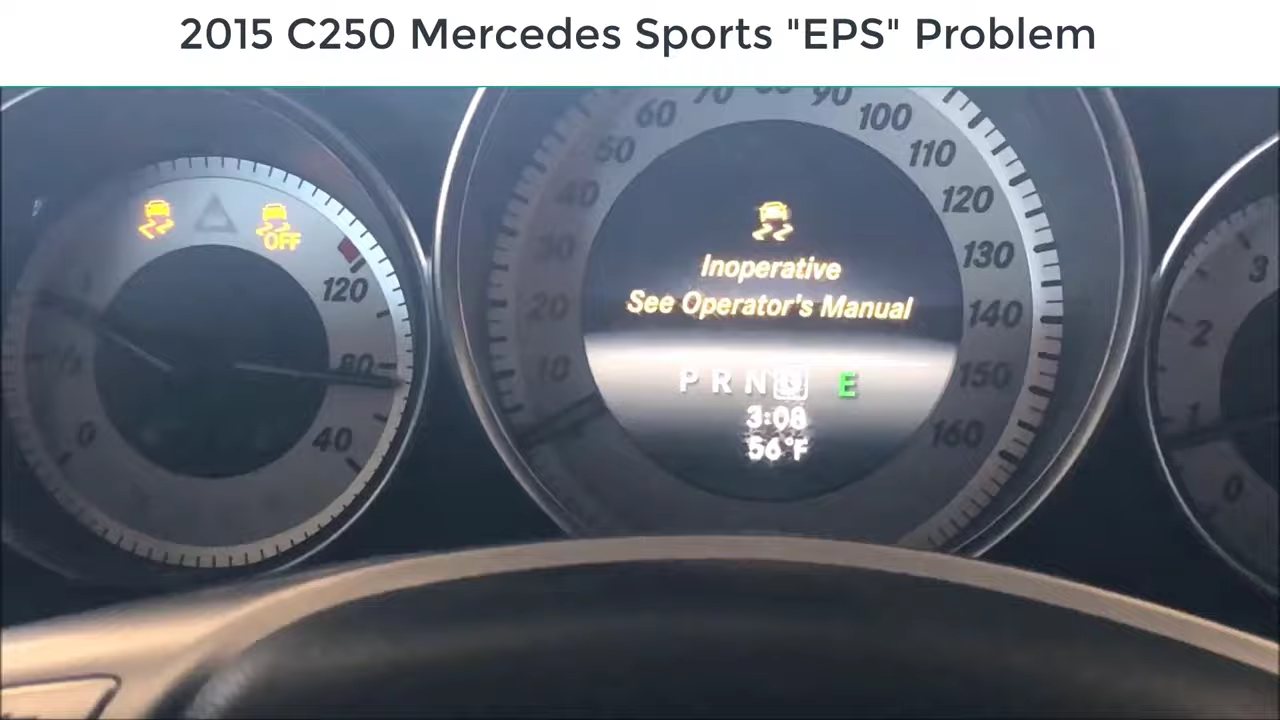 2015 C250 Mercedes Sports "EPS" Problem
60 70 80 90 100
50 110
40 120
OFF
Inoperative
30 130
120
See Operator's Manual
20 140
3
2
80
10 P R N D E 150
3:08
1
0 40
160
56°F
0